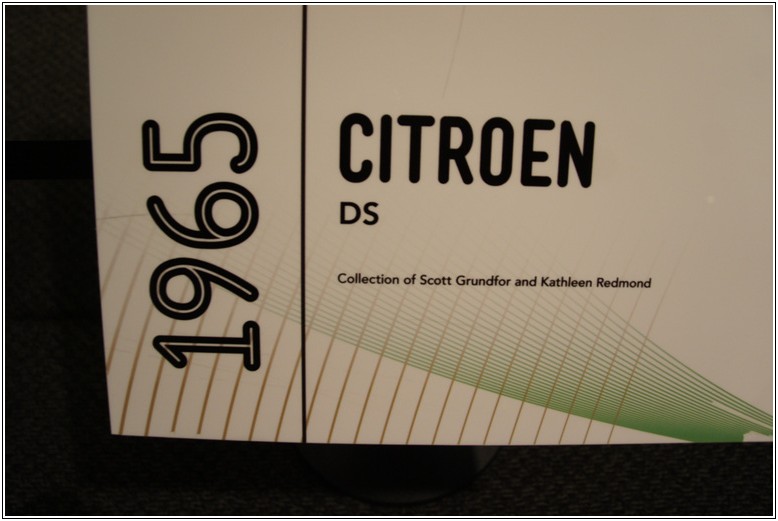 1965
CITROEN
DS
Collection of Scott Grundfor and Kathleen Redmond